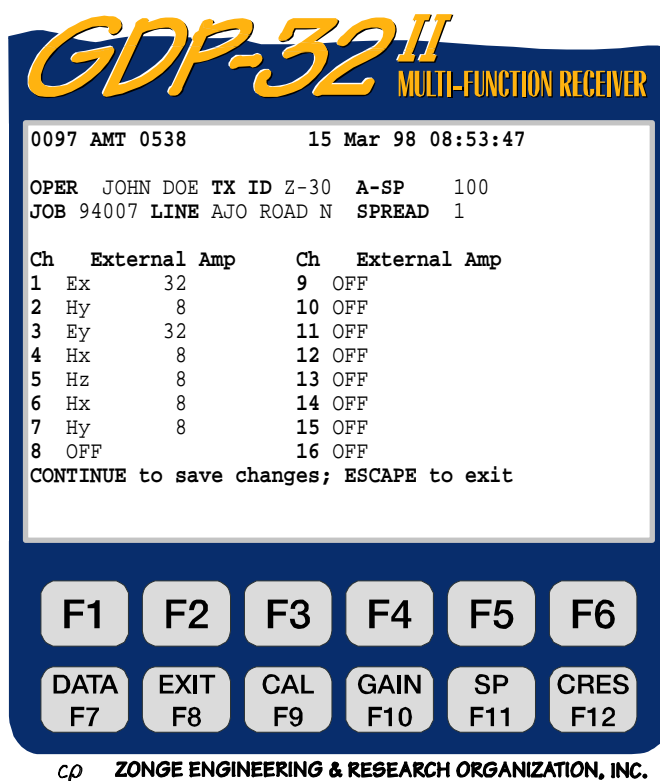 GDP-32 II
MULTI-FUNCTION RECEIVER
0097 AMT 0538 15 Mar 98 08:53:47
OPER JOHN DOE TX ID Z-30 A-SP 100
JOB 94007 LINE AJO ROAD N SPREAD 1
Ch External Amp Ch External Amp
1 Ex 32 9 OFF
2 Hy 8 10 OFF
3 Ey 32 11 OFF
4 Hx 8 12 OFF
5 Hz 8 13 OFF
6 Hx 8 14 OFF
7 Hy 8 15 OFF
8 OFF 16 OFF
CONTINUE to save changes; ESCAPE to exit
F1 F2 F3 F4 F5 F6
DATA EXIT CAL GAIN SP CRES
F7 F8 F9 F10 F11 F12
cρ ZONGE ENGINEERING & RESEARCH ORGANIZATION, INC.